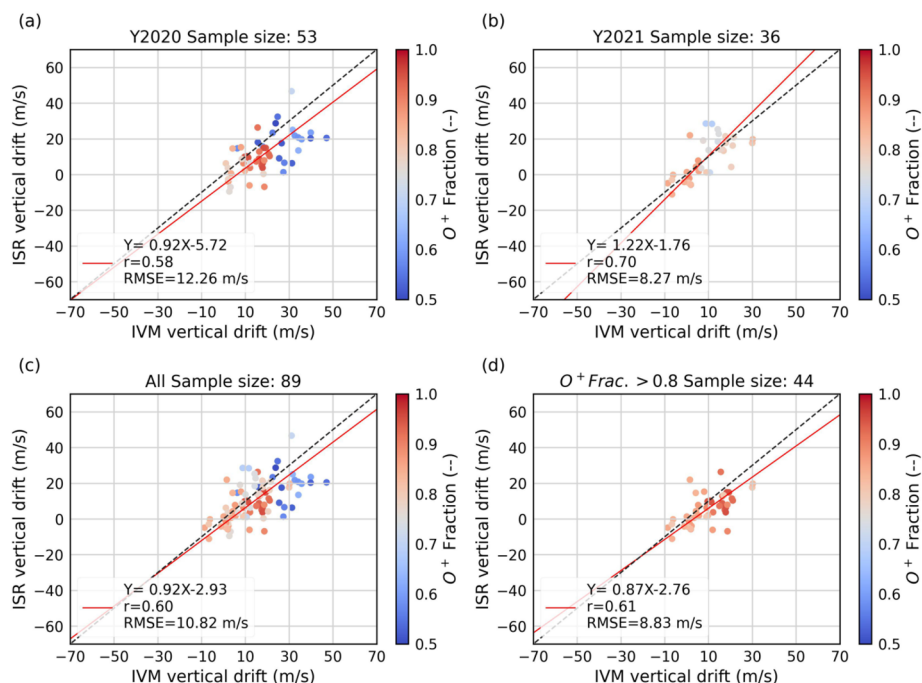 (a)
Y2020 Sample size: 53
ISR vertical drift (m/s)
60
40
20
0
−20
−40
−60
Y= 0.92X-5.72
r=0.58
RMSE=12.26 m/s
−70 −50 −30 −10 10 30 50 70
IVM vertical drift (m/s)
1.0
0.9
0.8
0.7
0.6
0.5
O+ Fraction (--)
(b)
Y2021 Sample size: 36
ISR vertical drift (m/s)
60
40
20
0
−20
−40
−60
Y= 1.22X-1.76
r=0.70
RMSE=8.27 m/s
−70 −50 −30 −10 10 30 50 70
IVM vertical drift (m/s)
1.0
0.9
0.8
0.7
0.6
0.5
O+ Fraction (--)
(c)
All Sample size: 89
ISR vertical drift (m/s)
60
40
20
0
−20
−40
−60
Y= 0.92X-2.93
r=0.60
RMSE=10.82 m/s
−70 −50 −30 −10 10 30 50 70
IVM vertical drift (m/s)
1.0
0.9
0.8
0.7
0.6
0.5
O+ Fraction (--)
(d)
O+Frac. > 0.8 Sample size: 44
ISR vertical drift (m/s)
60
40
20
0
−20
−40
−60
Y= 0.87X-2.76
r=0.61
RMSE=8.83 m/s
−70 −50 −30 −10 10 30 50 70
IVM vertical drift (m/s)
1.0
0.9
0.8
0.7
0.6
0.5
O+ Fraction (--)